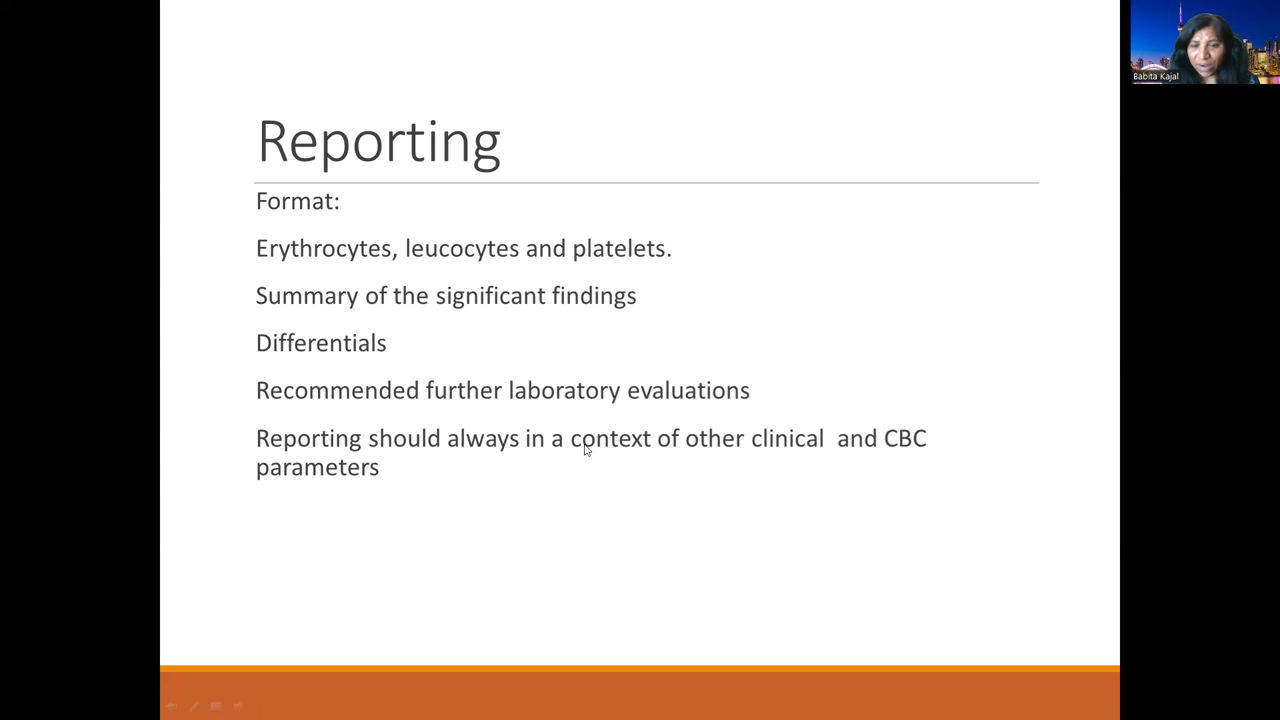 Babita Kajal
Reporting
Format:
Erythrocytes, leucocytes and platelets.
Summary of the significant findings
Differentials
Recommended further laboratory evaluations
Reporting should always in a context of other clinical  and CBC
parameters